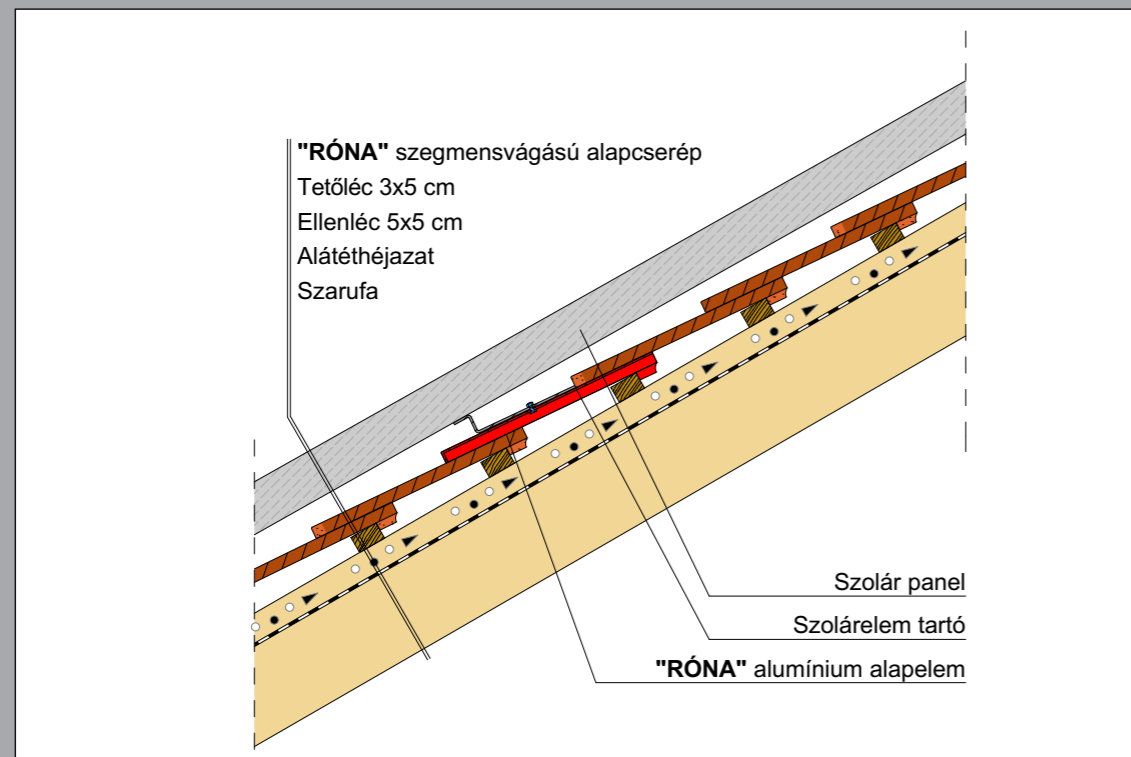 "RÓNA" szegmensvágású alapcserép
Tetőléc 3x5 cm
Ellenléc 5x5 cm
Alátéthéjazat
Szarufa
Szolár panel
Szolárelem tartó
"RÓNA" alumínium alapelem